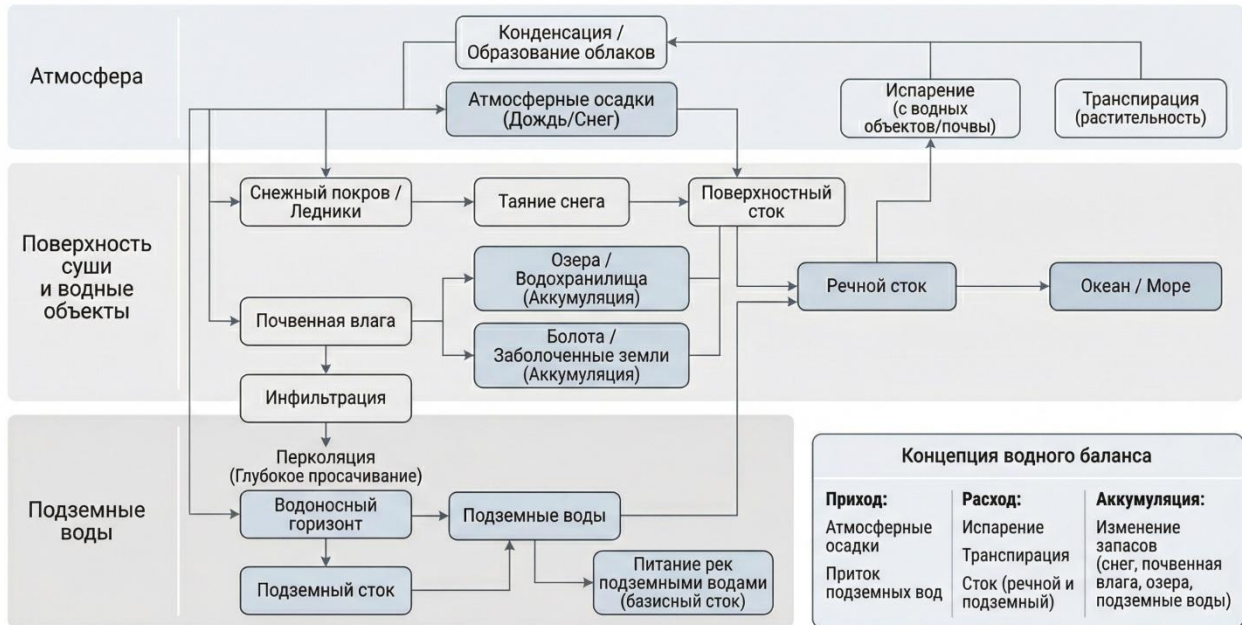 Атмосфера
Конденсация /
Образование облаков
Атмосферные осадки
(Дождь/Снег)
Испарение
(с водных
объектов/почвы)
Транспирация
(растительность)
Поверхность
суши
и водные
объекты
Снежный покров /
Ледники
Таяние снега
Поверхностный
сток
Озера /
Водохранилища
(Аккумуляция)
Речной сток
Океан / Море
Почвенная влага
Болота /
Заболоченные земли
(Аккумуляция)
Инфильтрация
Подземные
воды
Перколяция
(Глубокое просачивание)
Водоносный
горизонт
Подземные воды
Подземный сток
Питание рек
подземными водами
(базисный сток)
Концепция водного баланса
Приход:
Атмосферные
осадки
Приток
подземных вод
Расход:
Испарение
Транспирация
Сток (речной и
подземный)
Аккумуляция:
Изменение
запасов
(снег, почвенная
влага, озера,
подземные воды)